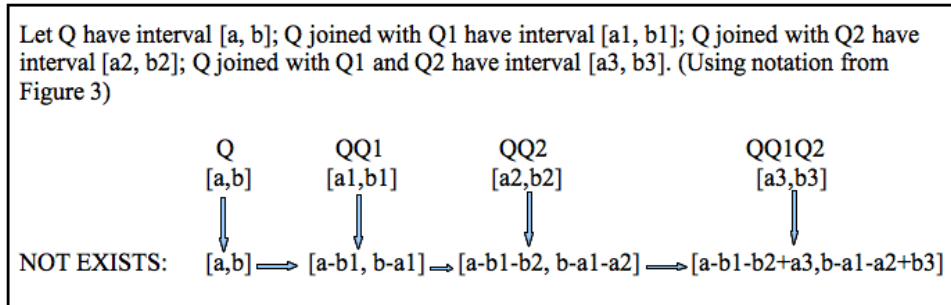 Let Q have interval [a, b]; Q joined with Q1 have interval [a1, b1]; Q joined with Q2 have
interval [a2, b2]; Q joined with Q1 and Q2 have interval [a3, b3]. (Using notation from
Figure 3)
Q QQ1 QQ2 QQ1Q2
[a,b] [a1,b1] [a2,b2] [a3,b3]
NOT EXISTS: [a,b] [a-b1, b-a1] [a-b1-b2, b-a1-a2] [a-b1-b2+a3,b-a1-a2+b3]